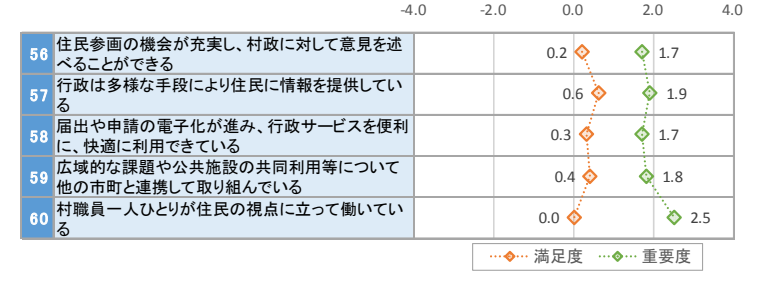 -4.0 -2.0 0.0 2.0 4.0
56 住民参画の機会が充実し、村政に対して意見を述
べることができる
0.2 1.7
57 行政は多様な手段により住民に情報を提供してい
る
0.6 1.9
58 届出や申請の電子化が進み、行政サービスを便利
に、快適に利用できている
0.3 1.7
59 広域的な課題や公共施設の共同利用等について
他の市町と連携して取り組んでいる
0.4 1.8
60 村職員一人ひとりが住民の視点に立って働いてい
る
0.0 2.5
満足度 重要度